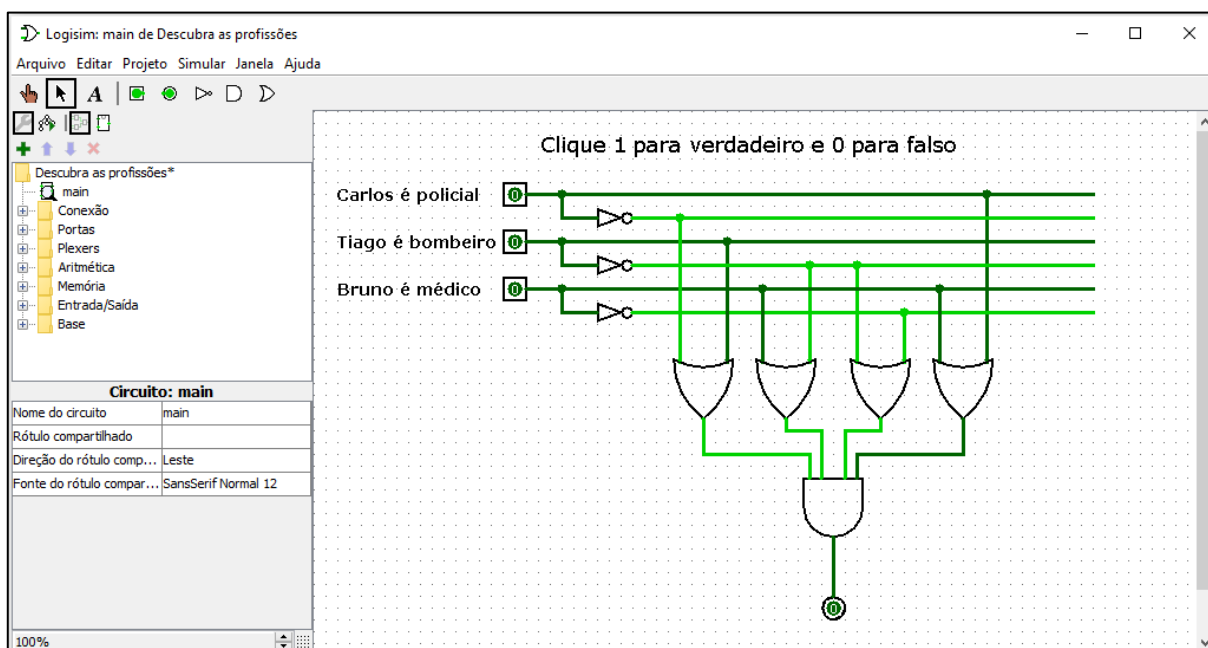 Logisim: main de Descubra as profissões
Arquivo Editar Projeto Simular Janela Ajuda
A
Clique 1 para verdadeiro e 0 para falso
Descubra as profissões*
main
Conexão
Portas
Plexers
Aritmética
Memória
Entrada/Saída
Base
Carlos é policial 0
Tiago é bombeiro 0
Bruno é médico 0
Circuito: main
Nome do circuito main
Rótulo compartilhado
Direção do rótulo comp... Leste
Fonte do rótulo compar... SansSerif Normal 12
0
100%